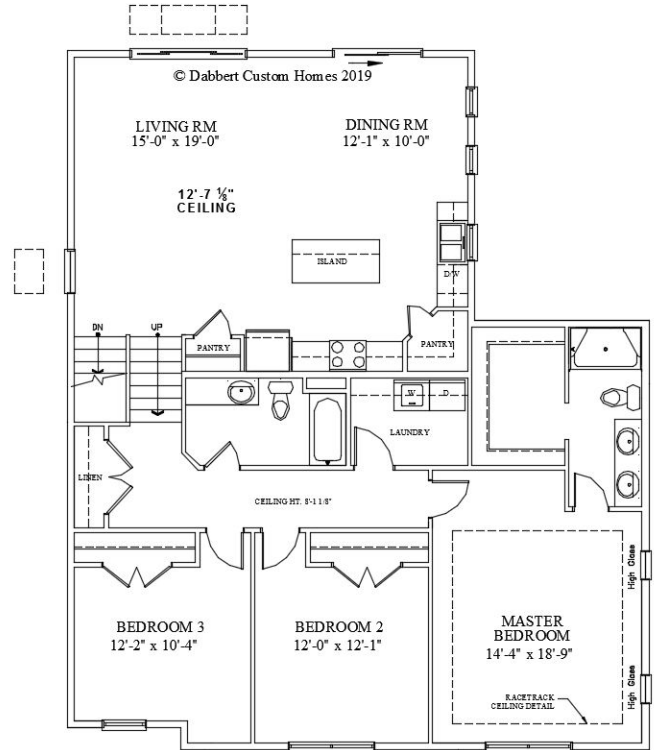 © Dabbert Custom Homes 2019
LIVING RM
15'-0" x 19'-0"
DINING RM
12'-1" x 10'-0"
12'-7 ⅛"
CEILING
ISLAND
D/W
DN
UP
PANTRY
PANTRY
W
D
LAUNDRY
LINEN
CEILING HT. 8'-1 1/8"
BEDROOM 3
12'-2" x 10'-4"
BEDROOM 2
12'-0" x 12'-1"
MASTER
BEDROOM
14'-4" x 18'-9"
High Glass
High Glass
RACETRACK
CEILING DETAIL